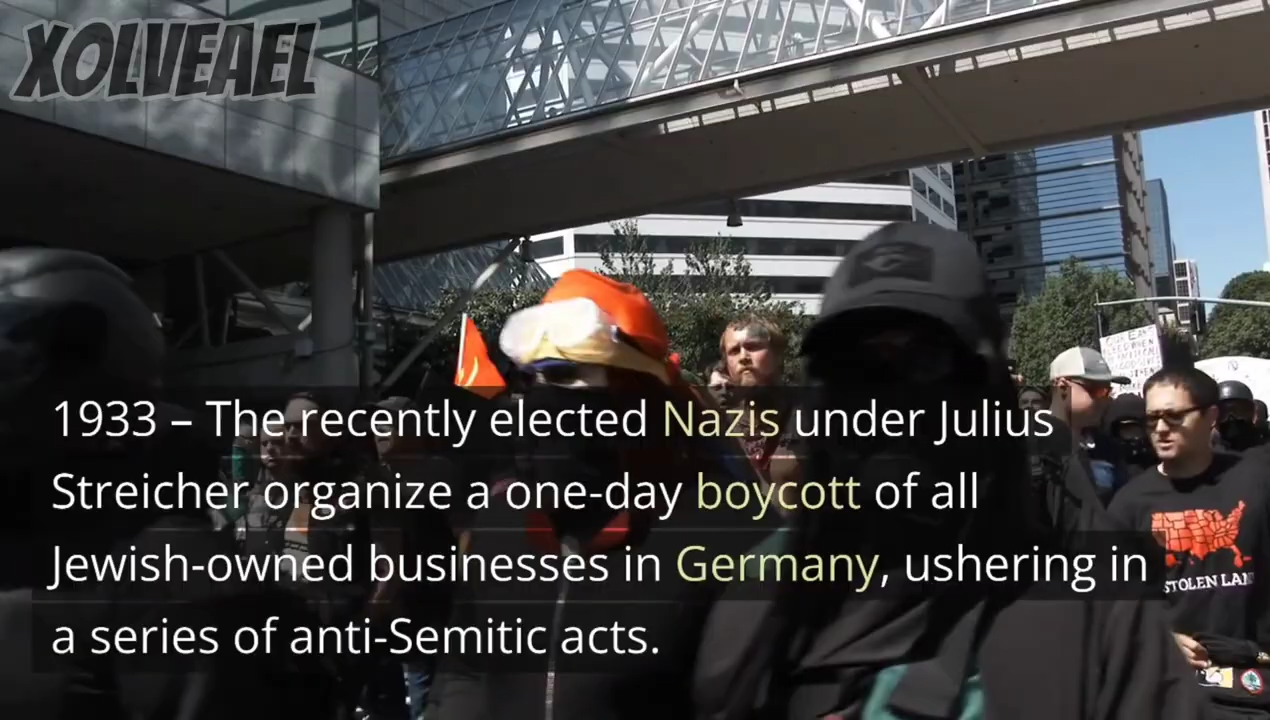 XOLVEAEL
1933 – The recently elected Nazis under Julius
Streicher organize a one-day boycott of all
Jewish-owned businesses in Germany, ushering in
a series of anti-Semitic acts.
STOLEN LAN